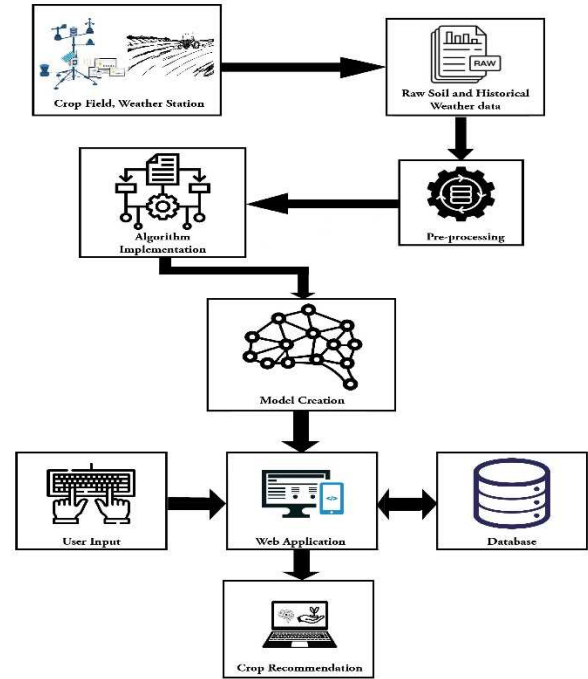 Crop Field, Weather Station
RAW
Raw Soil and Historical
Weather data
Algorithm
Implementation
Pre-processing
Model Creation
User Input
</>
Web Application
Database
Crop Recommendation